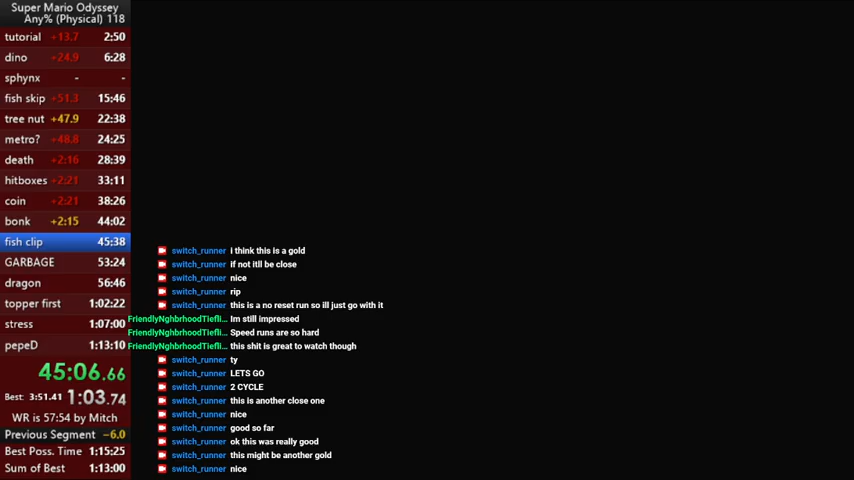 Super Mario Odyssey
Any% (Physical) 118
tutorial +13.7 2:50
dino +24.9 6:28
sphynx - -
fish skip +51.3 15:46
tree nut +47.9 22:38
metro? +48.8 24:25
death +2:16 28:39
hitboxes +2:21 33:11
coin +2:21 38:26
bonk +2:15 44:02
fish clip 45:38
GARBAGE 53:24
dragon 56:46
topper first 1:02:22
stress 1:07:00
pepeD 1:13:10
45:06.66
Best: 3:51.41 1:03.74
WR is 57:54 by Mitch
Previous Segment -6.0
Best Poss. Time 1:15:25
Sum of Best 1:13:00
switch_runner i think this is a gold
switch_runner if not itll be close
switch_runner nice
switch_runner rip
switch_runner this is a no reset run so ill just go with it
FriendlyNghbrhoodTiefli... Im still impressed
FriendlyNghbrhoodTiefli... Speed runs are so hard
FriendlyNghbrhoodTiefli... this shit is great to watch though
switch_runner ty
switch_runner LETS GO
switch_runner 2 CYCLE
switch_runner this is another close one
switch_runner nice
switch_runner good so far
switch_runner ok this was really good
switch_runner this might be another gold
switch_runner nice